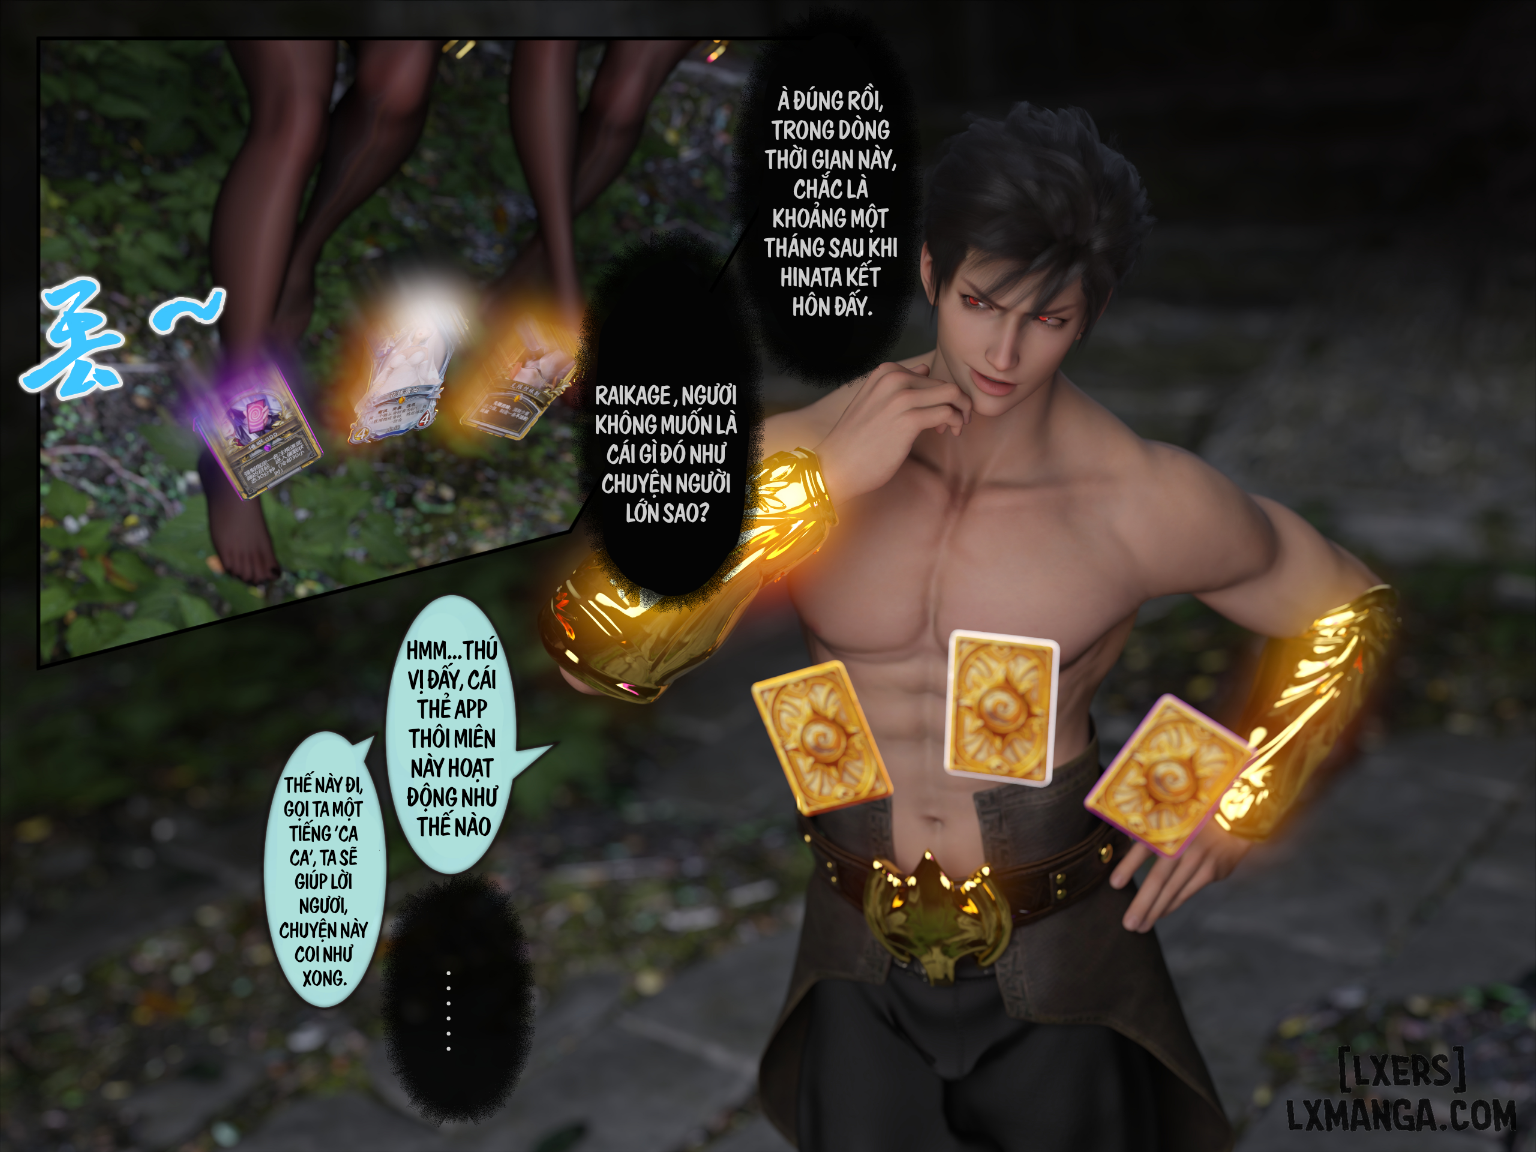 À ĐÚNG RỒI,
TRONG DÒNG
THỜI GIAN NÀY,
CHẮC LÀ
KHOẢNG MỘT
THÁNG SAU KHI
HINATA KẾT
HÔN ĐẤY.
RAIKAGE, NGƯƠI
KHÔNG MUỐN LÀ
CÁI GÌ ĐÓ NHƯ
CHUYỆN NGƯỜI
LỚN SAO?
丟~
HMM...THÚ
VỊ ĐẤY, CÁI
THẺ APP
THÔI MIÊN
NÀY HOẠT
ĐỘNG NHƯ
THẾ NÀO
THẾ NÀY ĐI,
GỌI TA MỘT
TIẾNG 'CA
CA', TA SẼ
GIÚP LỜI
NGƯƠI,
CHUYỆN NÀY
COI NHƯ
XONG.
......
[LXERS]
LXMANGA.COM